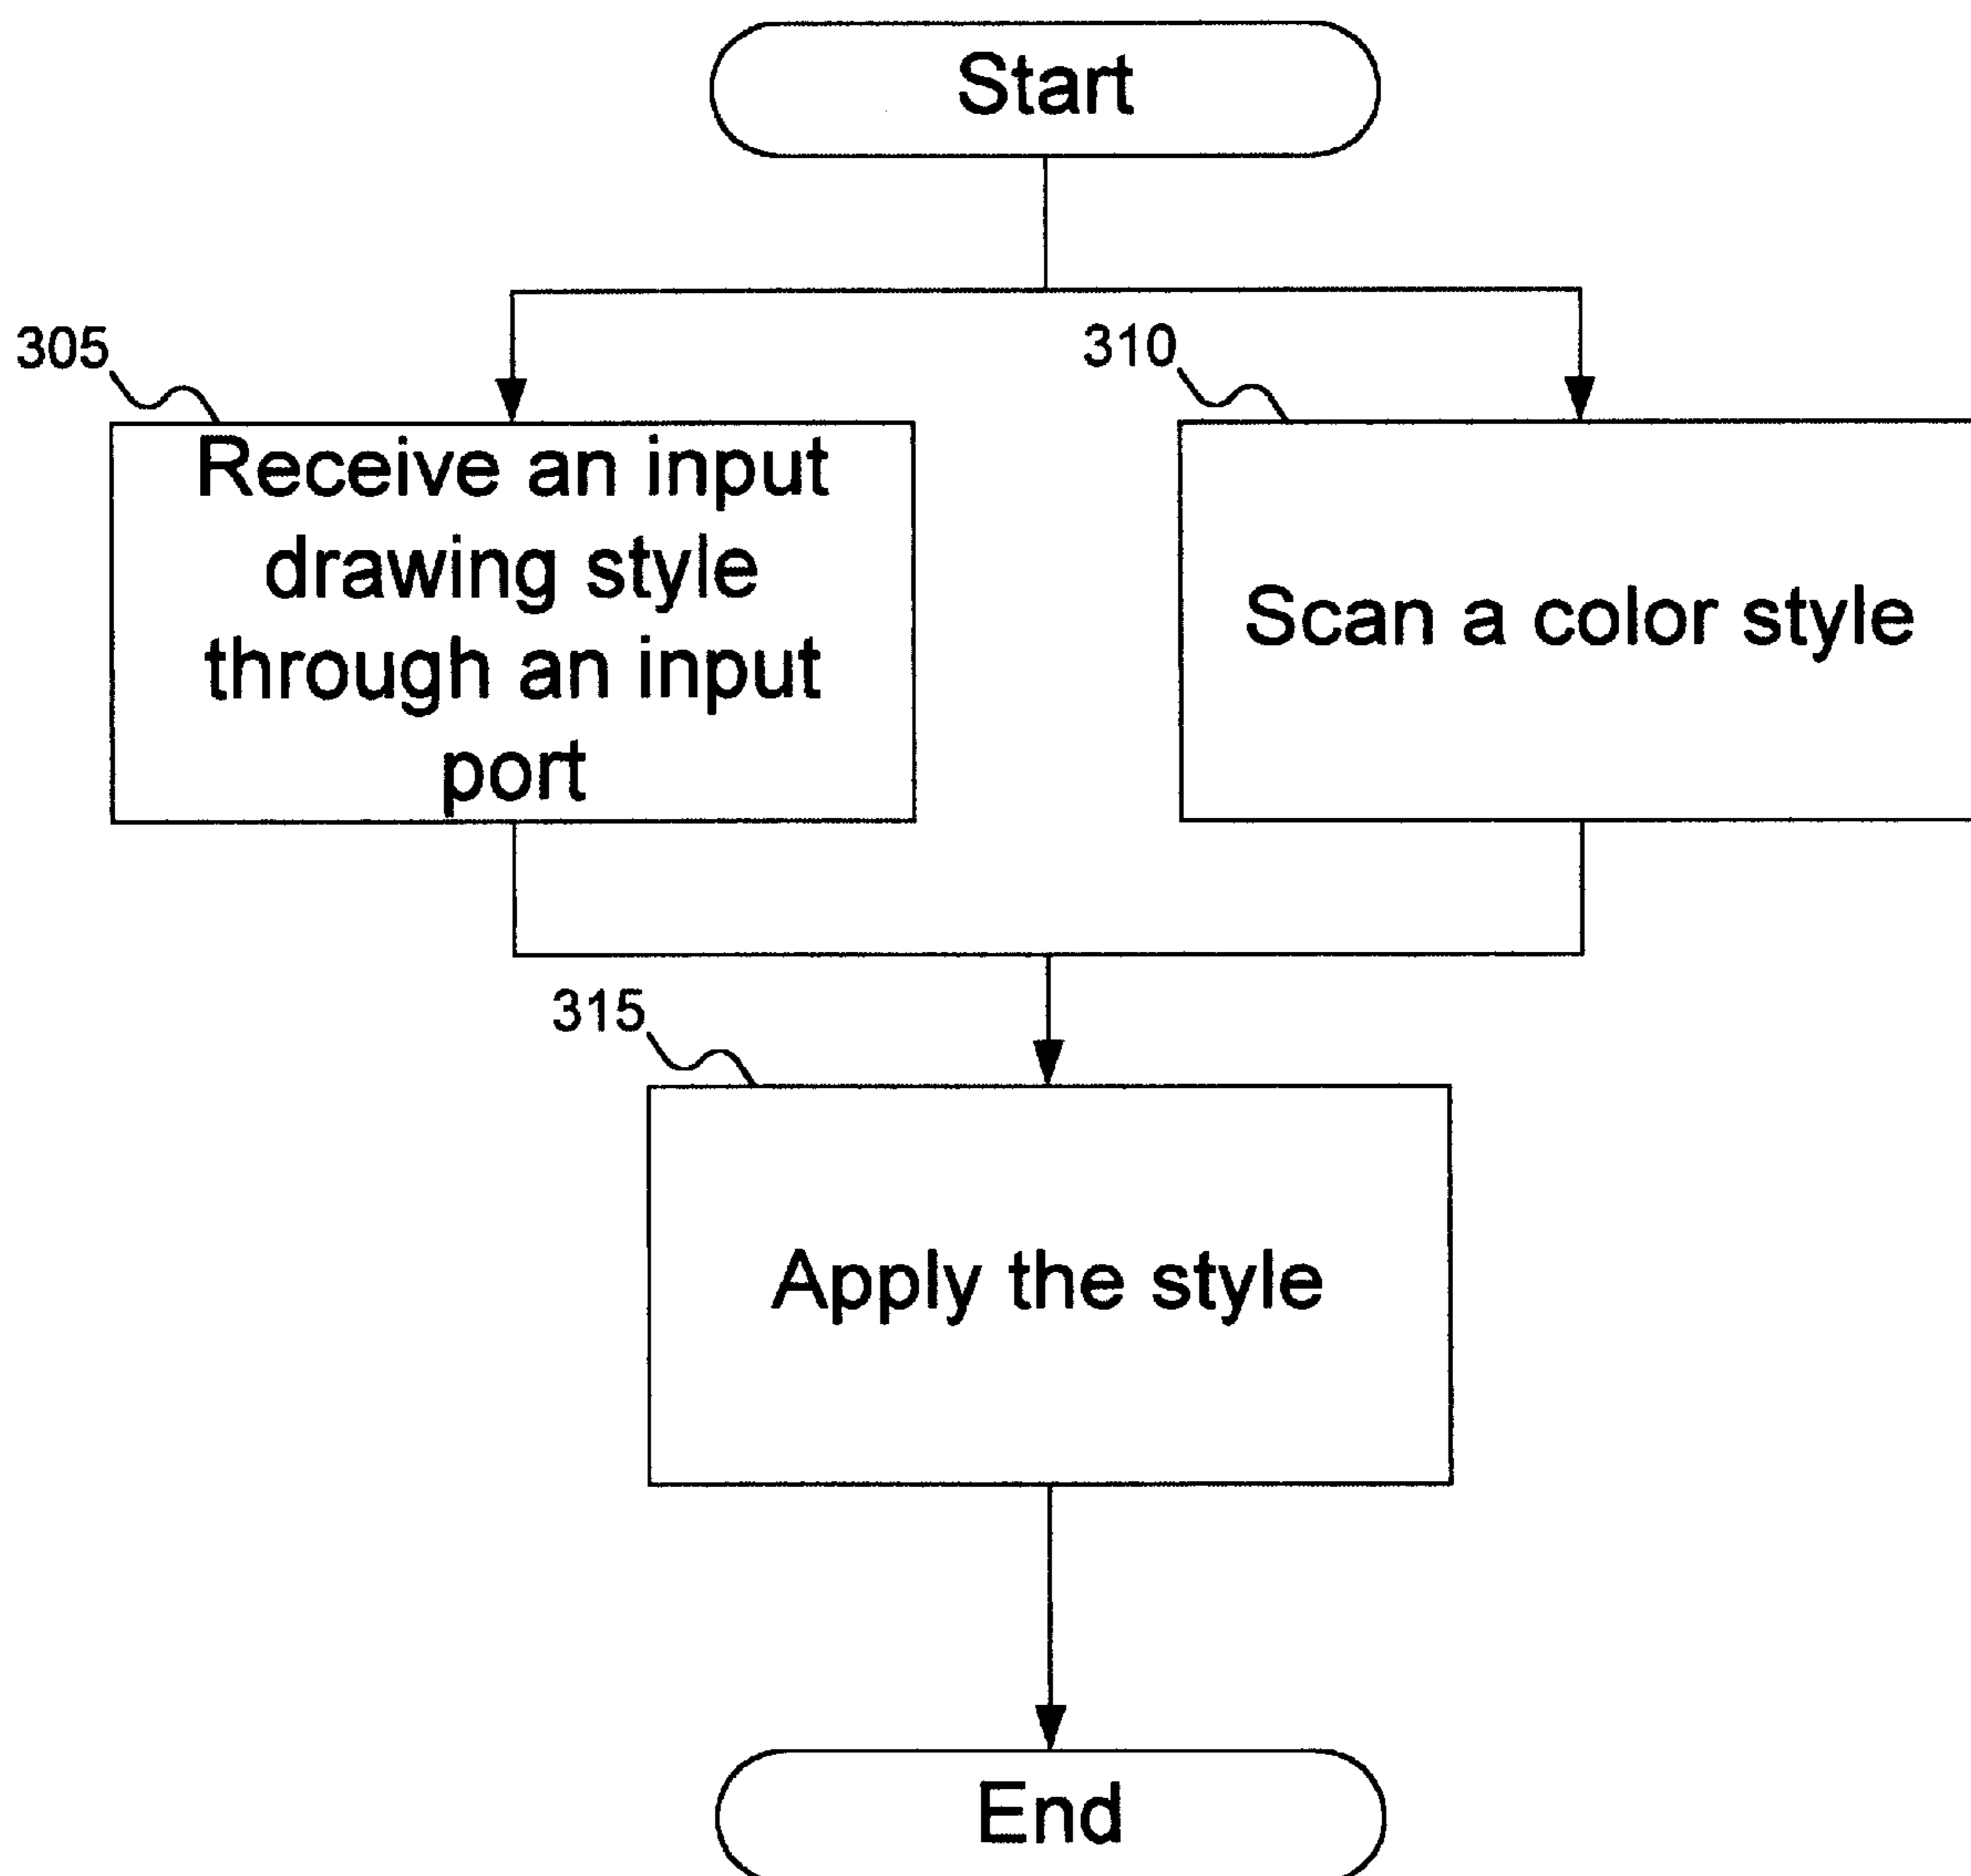 Start
305
Receive an input
drawing style
through an input
port
310
Scan a color style
315
Apply the style
End